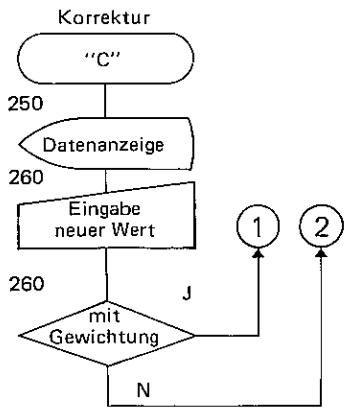 Korrektur
"C"
250
Datenanzeige
260
Eingabe
neuer Wert
1 2
260
J
mit
Gewichtung
N